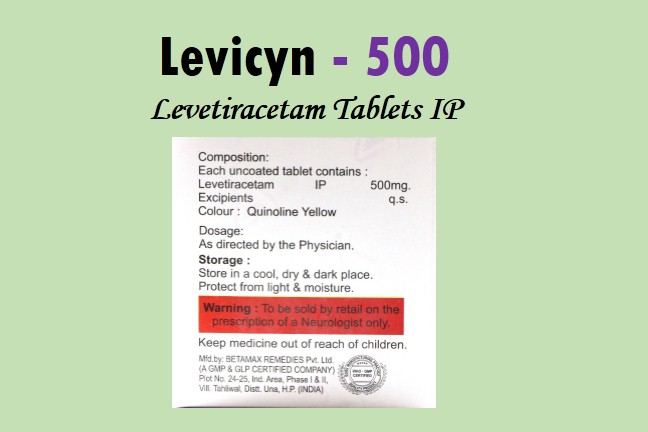 Levicyn - 500
Levetiracetam Tablets IP
Composition:
Each uncoated tablet contains :
Levetiracetam IP 500mg.
Excipients q.s.
Colour : Quinoline Yellow
Dosage:
As directed by the Physician.
Storage :
Store in a cool, dry & dark place.
Protect from light & moisture.
Warning : To be sold by retail on the
prescription of a Neurologist only.
Keep medicine out of reach of children.
Mfd.by: BETAMAX REMEDIES Pvt. Ltd.
(A GMP & GLP CERTIFIED COMPANY)
Plot No. 24-25, Ind. Area, Phase I & II,
Vill. Tahliwal, Distt. Una, H.P. (INDIA)
WHO - GMP
CERTIFIED